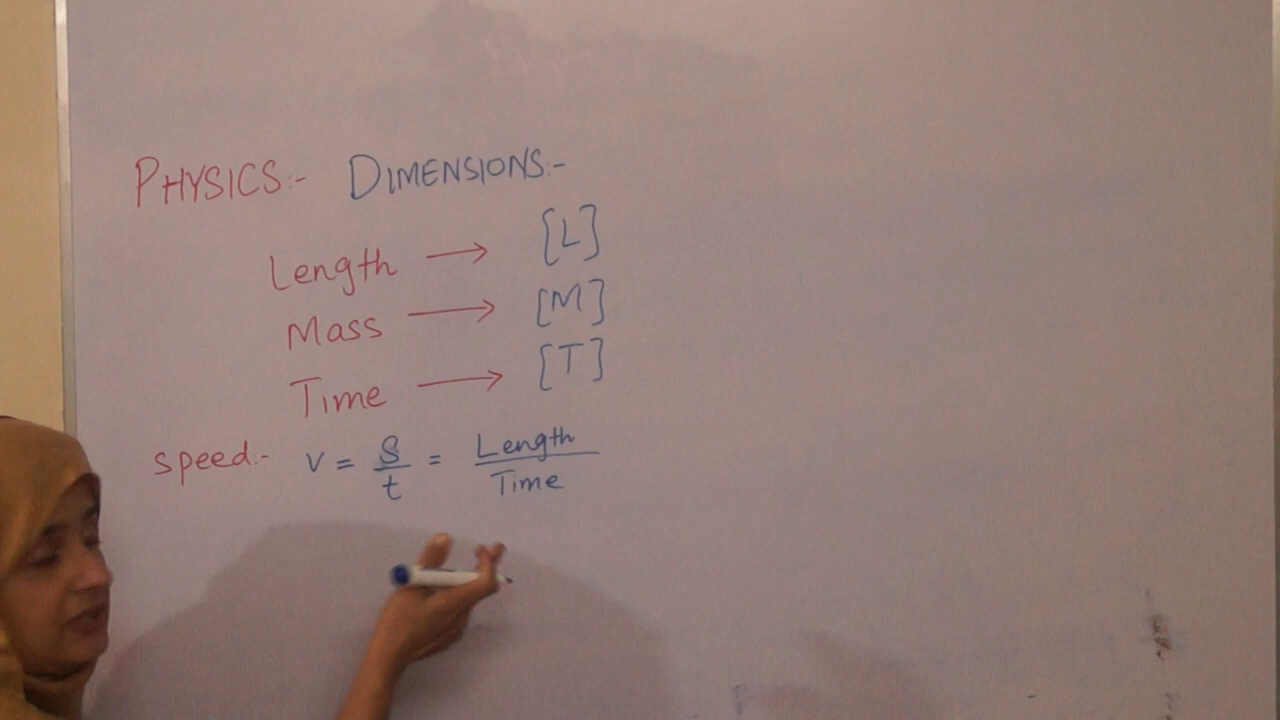 PHYSICS:- DIMENSIONS:-
Length → [L]
Mass → [M]
Time → [T]
Speed:- v = S/t = Length/Time